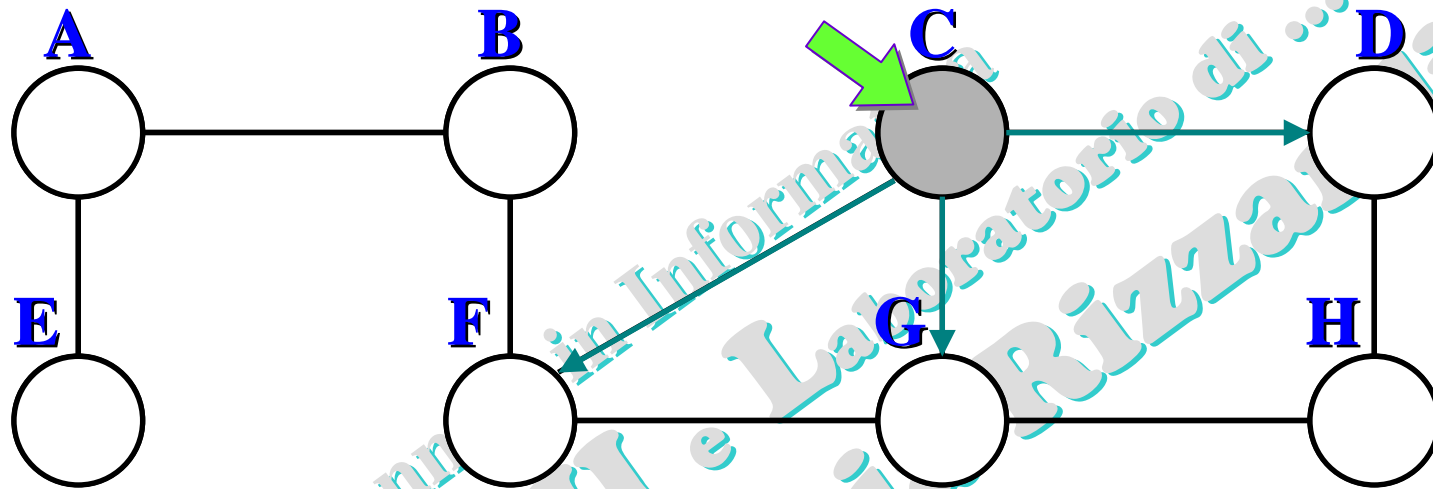 A B C D
E F G H
in Informa
e Laboratorio di ...
Rizza